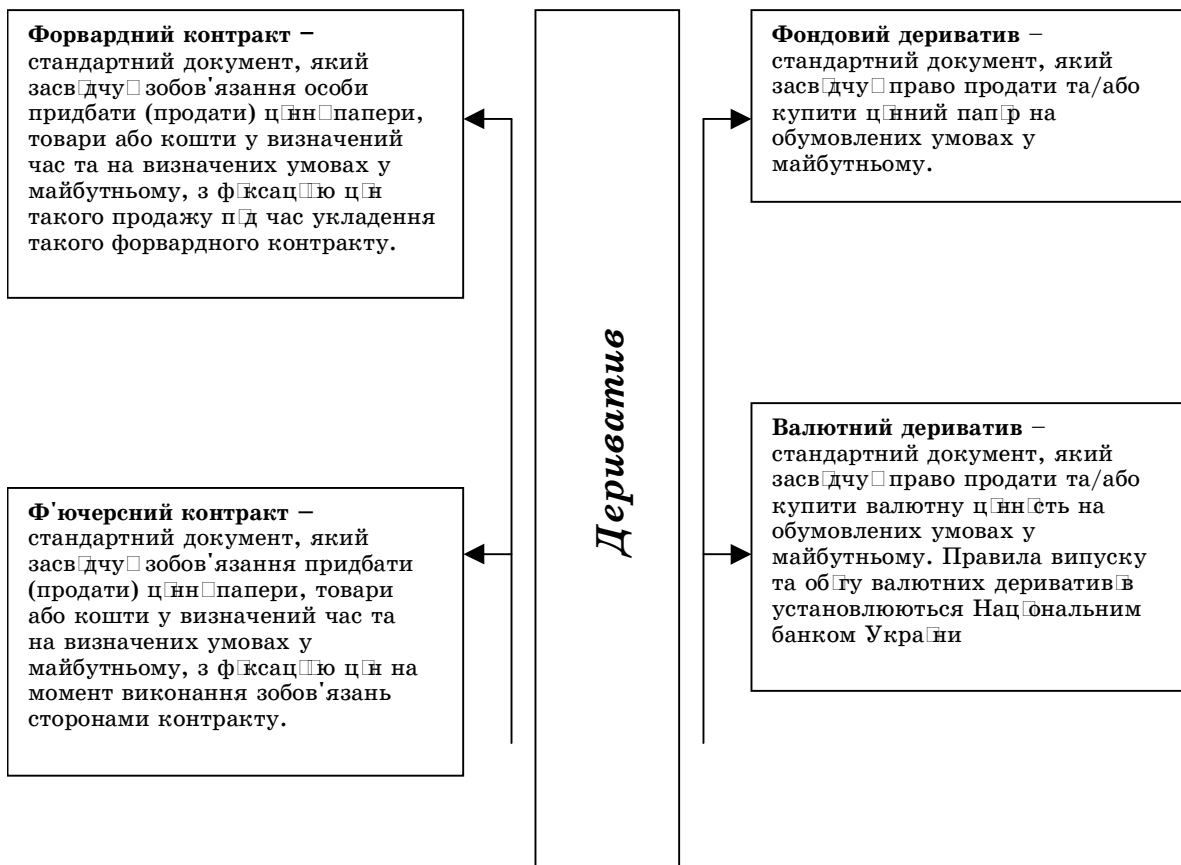 Форвардний контракт –
стандартний документ, який
засв□дчу□ зобов'язання особи
придбати (продати) ц□нн□ папери,
товари або кошти у визначений
час та на визначених умовах у
майбутньому, з ф□ксац□□ю ц□н
такого продажу п□д час укладення
такого форвардного контракту.
Ф'ючерсний контракт –
стандартний документ, який
засв□дчу□ зобов'язання придбати
(продати) ц□нн□ папери, товари
або кошти у визначений час та
на визначених умовах у
майбутньому, з ф□ксац□□ю ц□н на
момент виконання зобов'язань
сторонами контракту.
Дериватив
Фондовий дериватив –
стандартний документ, який
засв□дчу□ право продати та/або
купити ц□нний пап□р на
обумовлених умовах у
майбутньому.
Валютний дериватив –
стандартний документ, який
засв□дчу□ право продати та/або
купити валютну ц□нн□сть на
обумовлених умовах у
майбутньому. Правила випуску
та об□гу валютних дериватив□в
установлюються Нац□ональним
банком Укра□ни